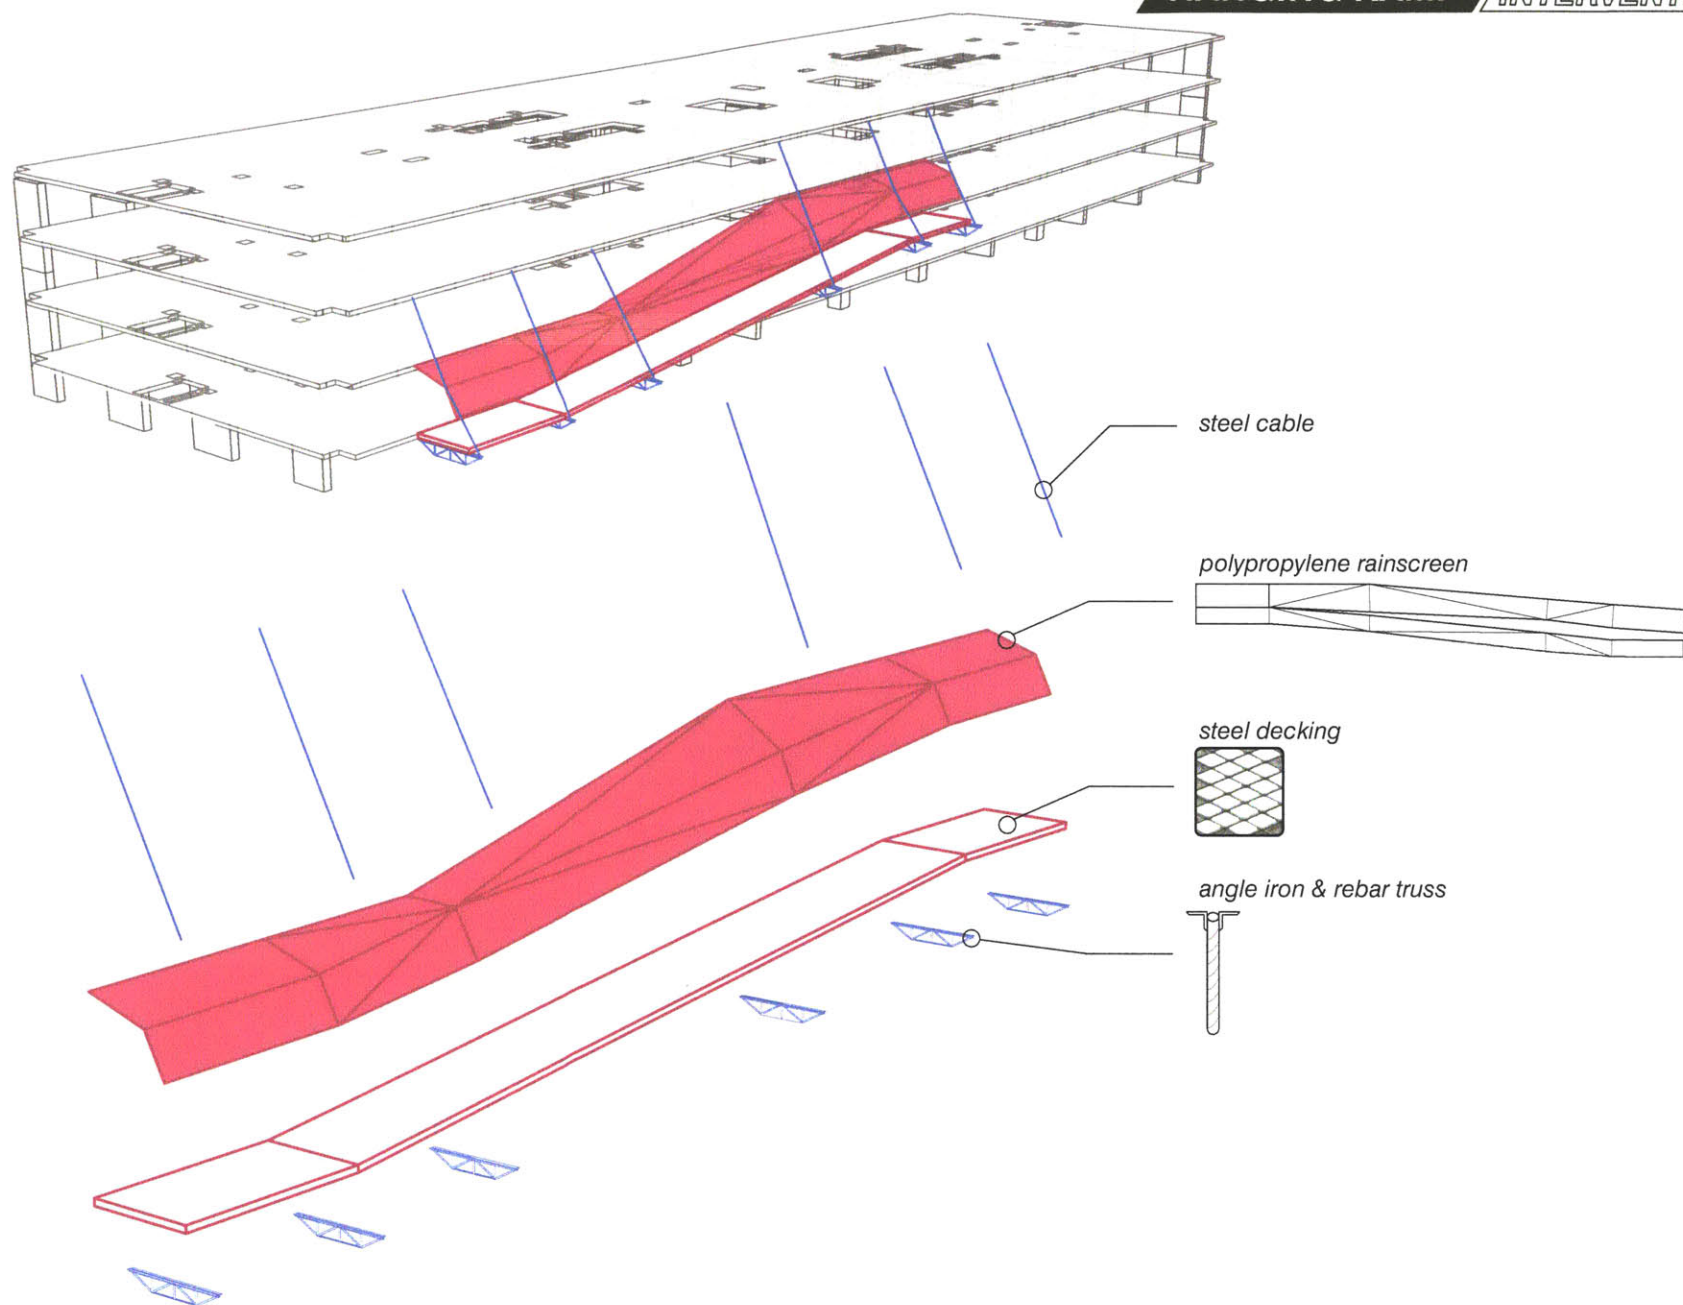 steel cable
polypropylene rainscreen
steel decking
angle iron & rebar truss